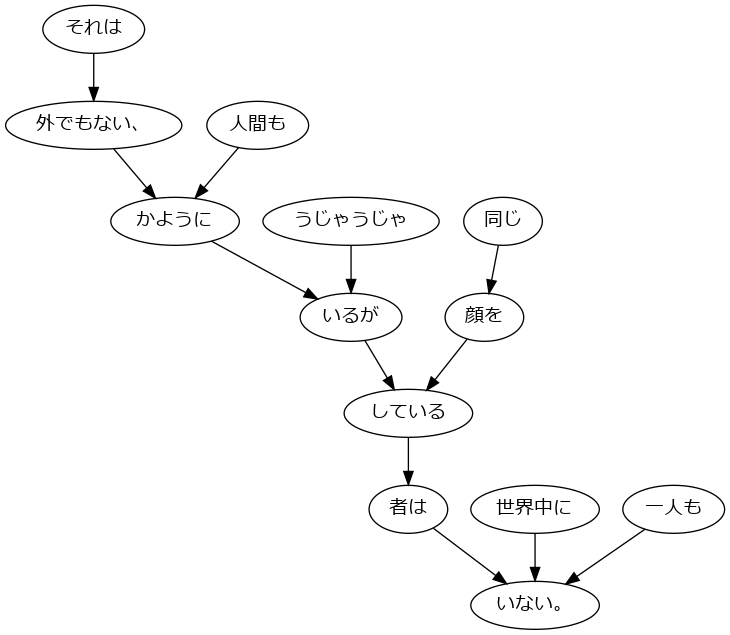 それは
外でもない、
人間も
かように
うじゃうじゃ
同じ
いるが
顔を
している
者は
世界中に
一人も
いない。